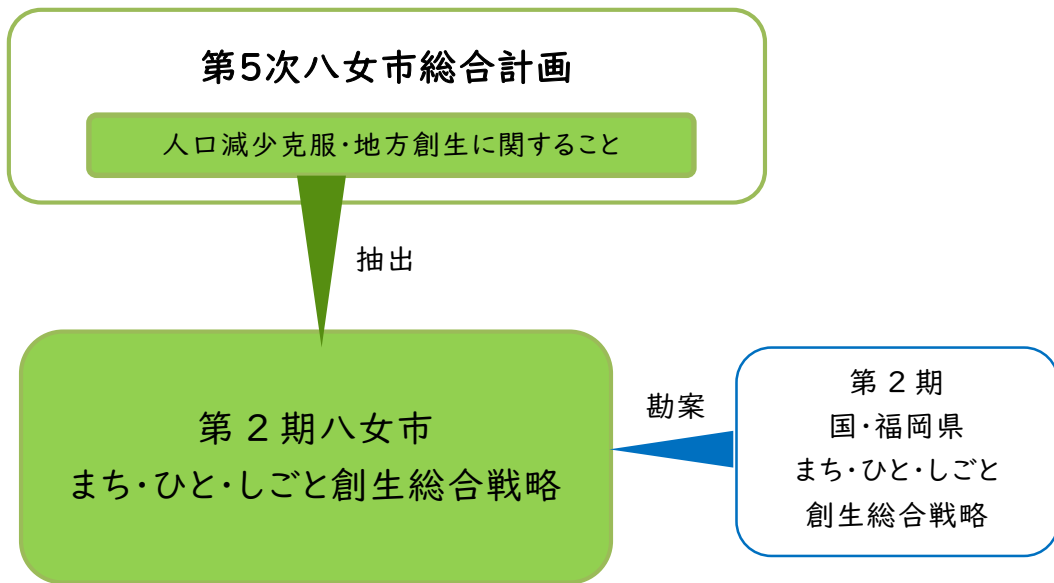 第5次八女市総合計画
人口減少克服・地方創生に関すること
抽出
第２期八女市
まち・ひと・しごと創生総合戦略
勘案
第２期
国・福岡県
まち・ひと・しごと
創生総合戦略